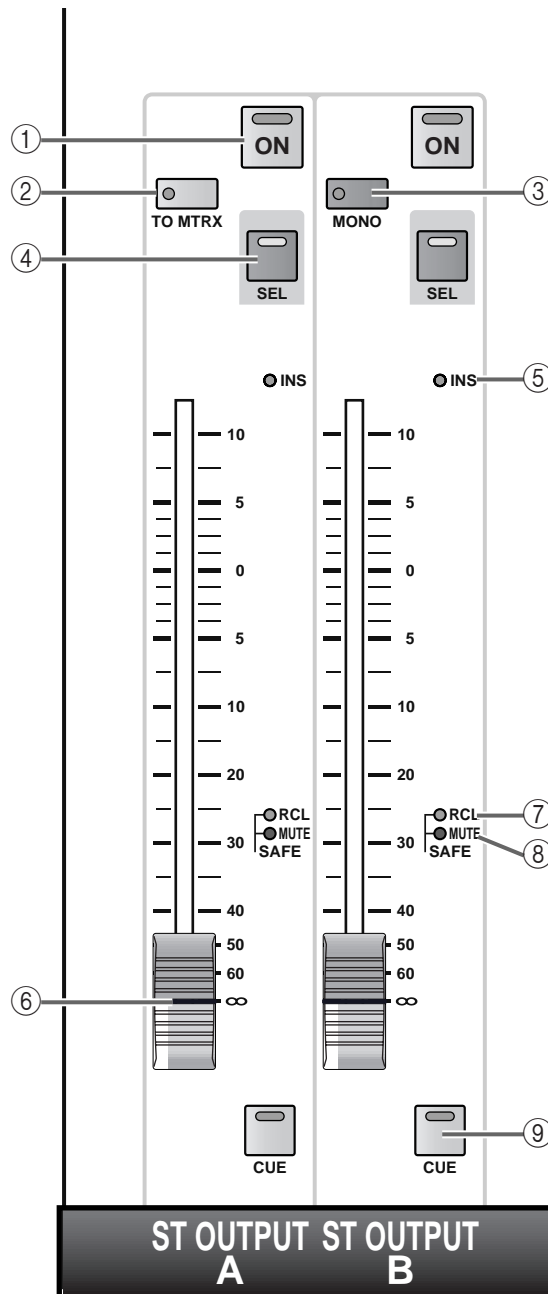 ① ON ON
② TO MTRX MONO ③
④ SEL SEL
INS INS ⑤
10 10
5 5
0 0
5 5
10 10
20 20
RCL RCL ⑦
MUTE MUTE ⑧
30 30
SAFE SAFE
40 40
50 50
60 60
⑥ ∞ ∞
CUE CUE ⑨
ST OUTPUT ST OUTPUT
A B